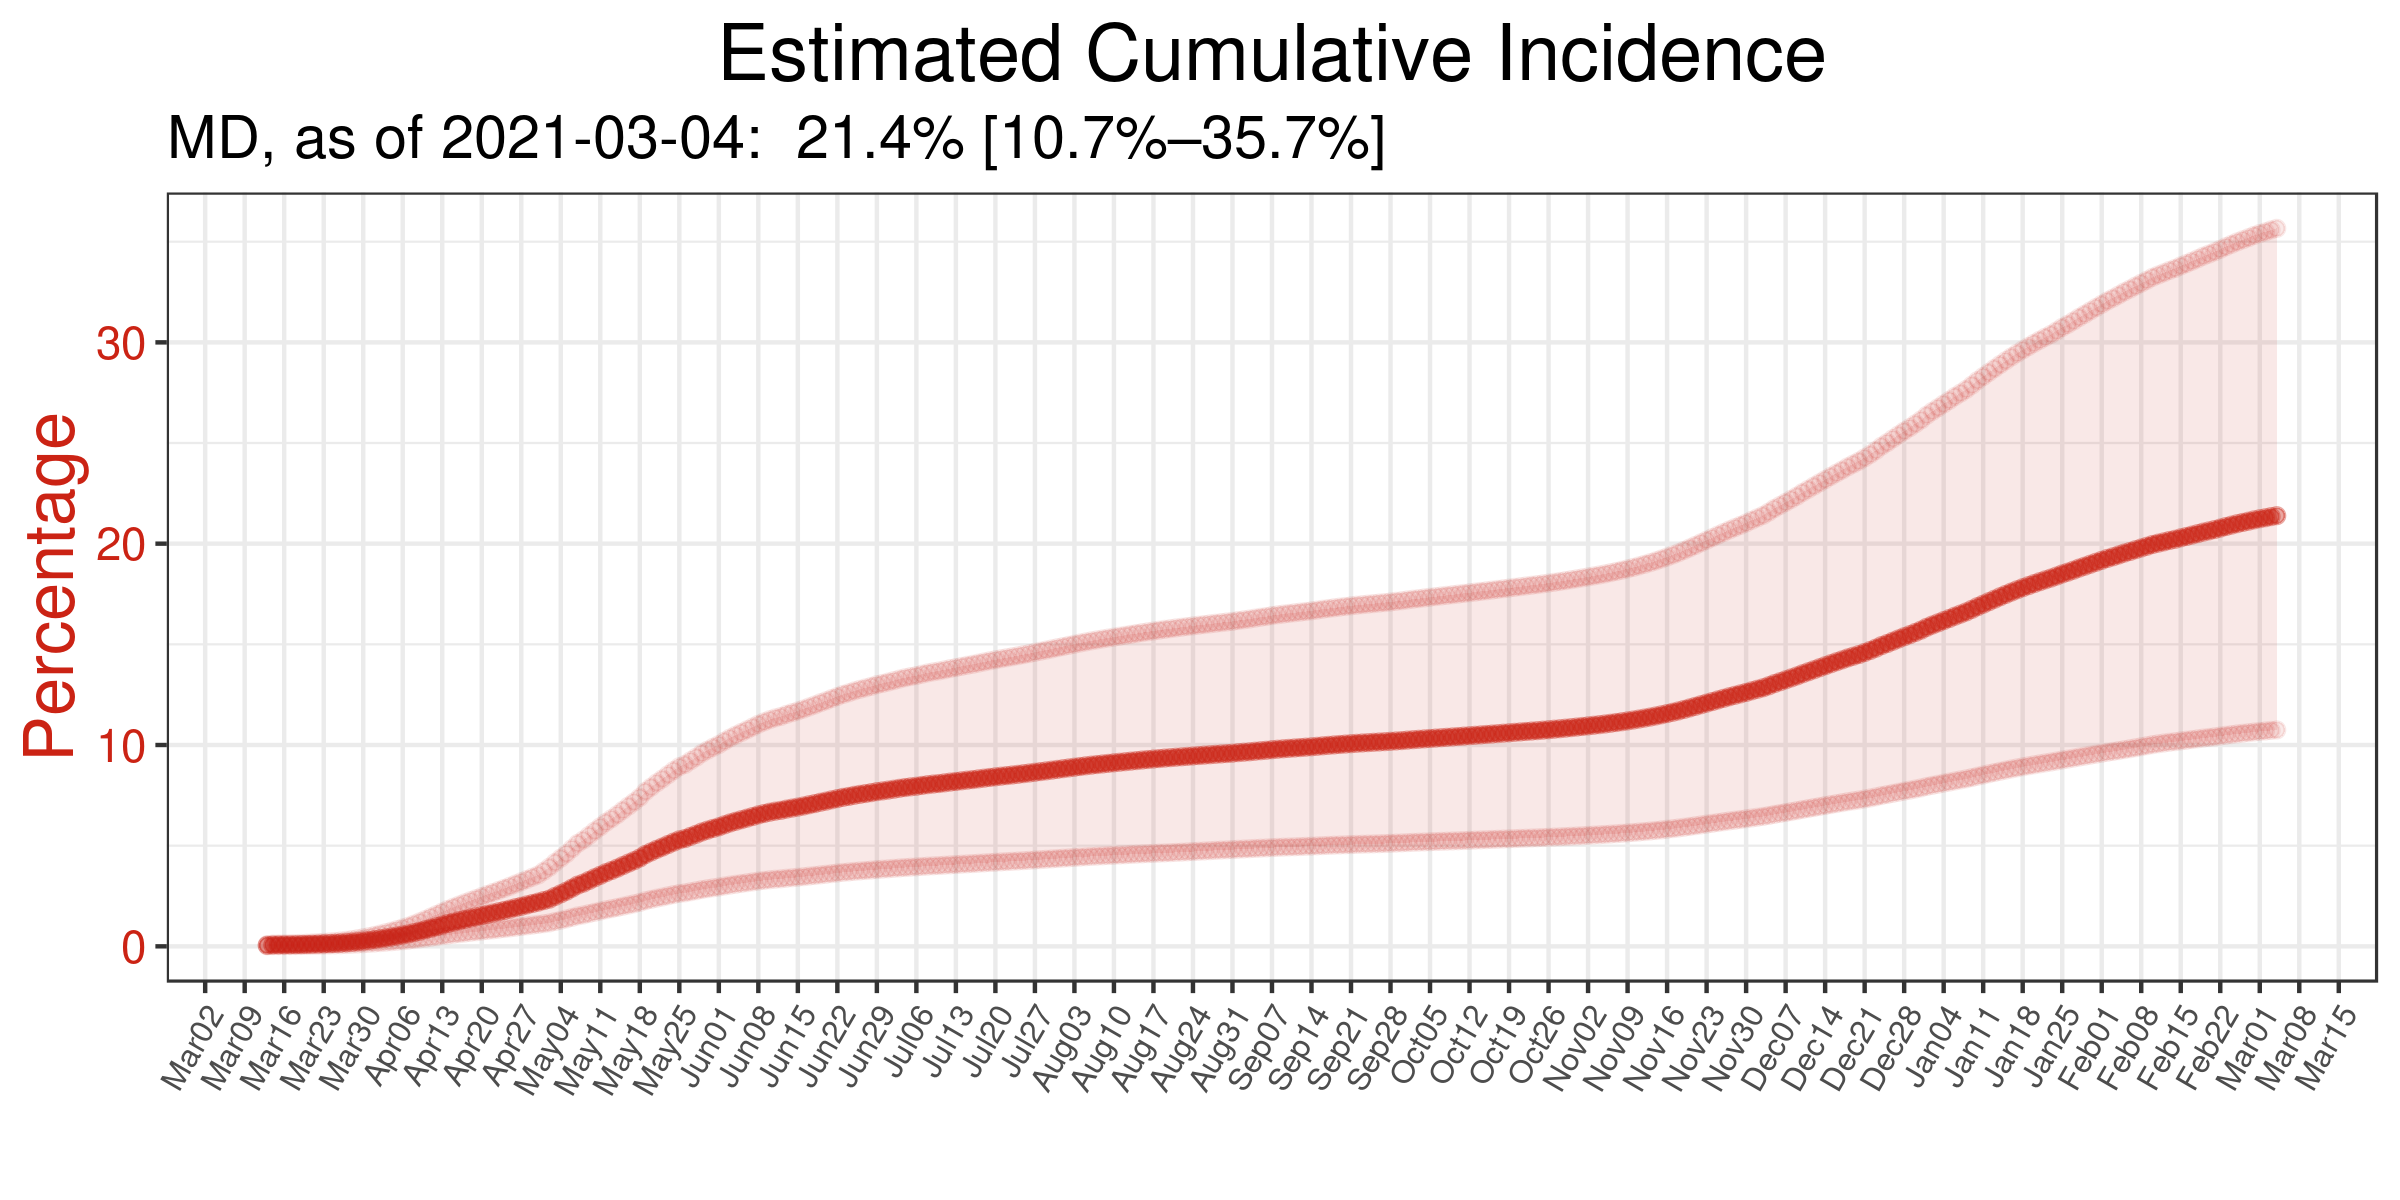 Estimated Cumulative Incidence
MD, as of 2021-03-04:  21.4% [10.7%–35.7%]
Percentage
30
20
10
0
Mar02
Mar09
Mar16
Mar23
Mar30
Apr06
Apr13
Apr20
Apr27
May04
May11
May18
May25
Jun01
Jun08
Jun15
Jun22
Jun29
Jul06
Jul13
Jul20
Jul27
Aug03
Aug10
Aug17
Aug24
Aug31
Sep07
Sep14
Sep21
Sep28
Oct05
Oct12
Oct19
Oct26
Nov02
Nov09
Nov16
Nov23
Nov30
Dec07
Dec14
Dec21
Dec28
Jan04
Jan11
Jan18
Jan25
Feb01
Feb08
Feb15
Feb22
Mar01
Mar08
Mar15